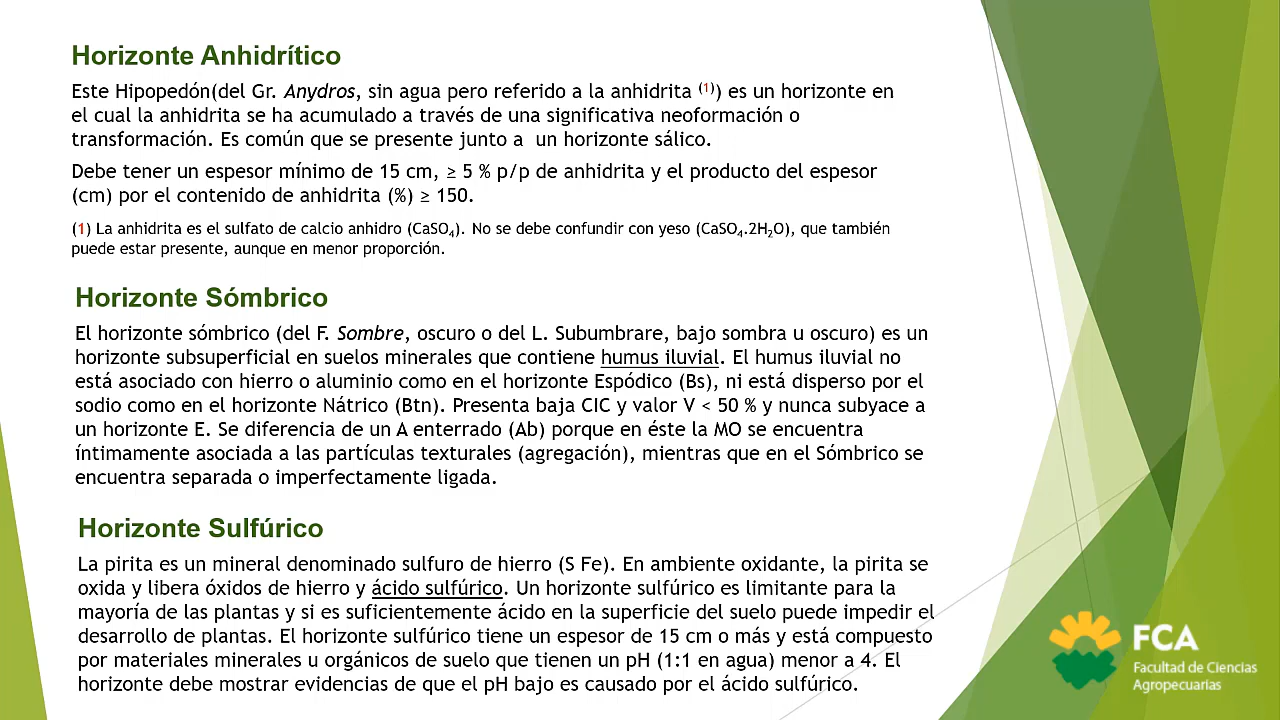 Horizonte Anhidrítico
Este Hipopedón(del Gr. Anydros, sin agua pero referido a la anhidrita (1)) es un horizonte en
el cual la anhidrita se ha acumulado a través de una significativa neoformación o
transformación. Es común que se presente junto a un horizonte sálico.
Debe tener un espesor mínimo de 15 cm, ≥ 5 % p/p de anhidrita y el producto del espesor
(cm) por el contenido de anhidrita (%) ≥ 150.
(1) La anhidrita es el sulfato de calcio anhidro (CaSO4). No se debe confundir con yeso (CaSO4.2H2O), que también
puede estar presente, aunque en menor proporción.
Horizonte Sómbrico
El horizonte sómbrico (del F. Sombre, oscuro o del L. Subumbrare, bajo sombra u oscuro) es un
horizonte subsuperficial en suelos minerales que contiene humus iluvial. El humus iluvial no
está asociado con hierro o aluminio como en el horizonte Espódico (Bs), ni está disperso por el
sodio como en el horizonte Nátrico (Btn). Presenta baja CIC y valor V < 50 % y nunca subyace a
un horizonte E. Se diferencia de un A enterrado (Ab) porque en éste la MO se encuentra
íntimamente asociada a las partículas texturales (agregación), mientras que en el Sómbrico se
encuentra separada o imperfectamente ligada.
Horizonte Sulfúrico
La pirita es un mineral denominado sulfuro de hierro (S Fe). En ambiente oxidante, la pirita se
oxida y libera óxidos de hierro y ácido sulfúrico. Un horizonte sulfúrico es limitante para la
mayoría de las plantas y si es suficientemente ácido en la superficie del suelo puede impedir el
desarrollo de plantas. El horizonte sulfúrico tiene un espesor de 15 cm o más y está compuesto
por materiales minerales u orgánicos de suelo que tienen un pH (1:1 en agua) menor a 4. El
horizonte debe mostrar evidencias de que el pH bajo es causado por el ácido sulfúrico.
FCA
Facultad de Ciencias
Agropecuarias